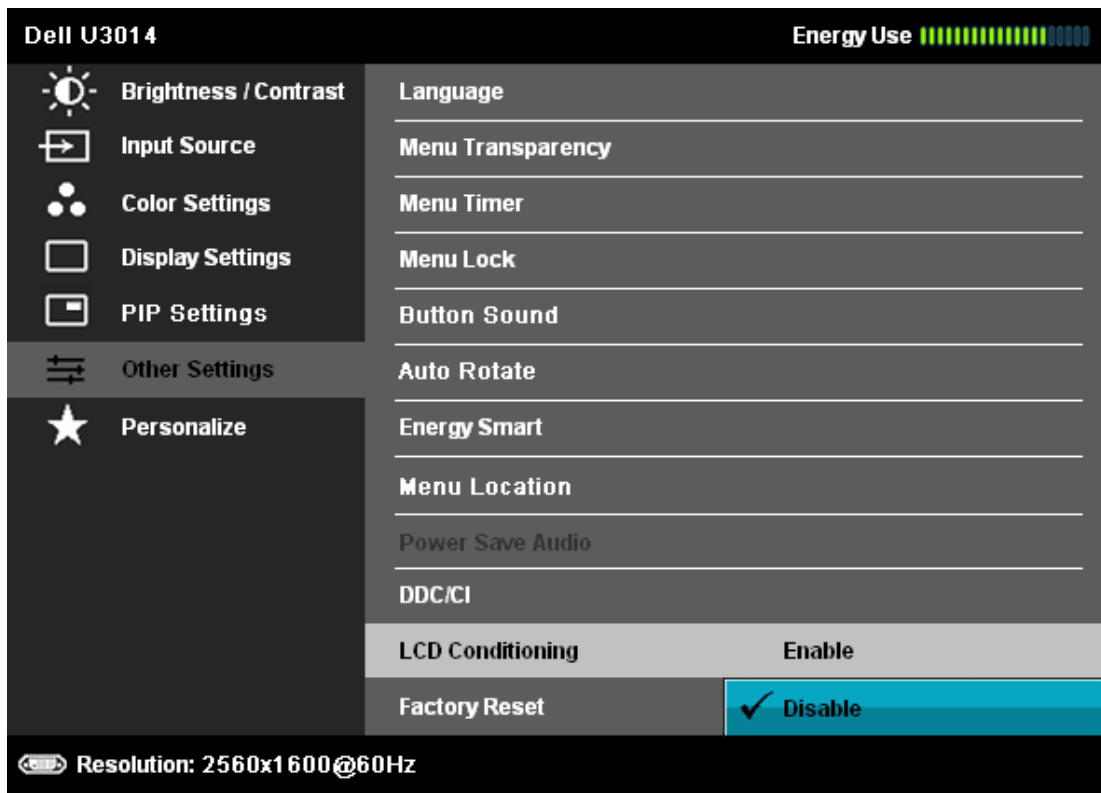 Dell U3014
Energy Use
Brightness / Contrast
Input Source
Color Settings
Display Settings
PIP Settings
Other Settings
Personalize
Language
Menu Transparency
Menu Timer
Menu Lock
Button Sound
Auto Rotate
Energy Smart
Menu Location
Power Save Audio
DDC/CI
LCD Conditioning Enable
Factory Reset Disable
Resolution: 2560x1600@60Hz